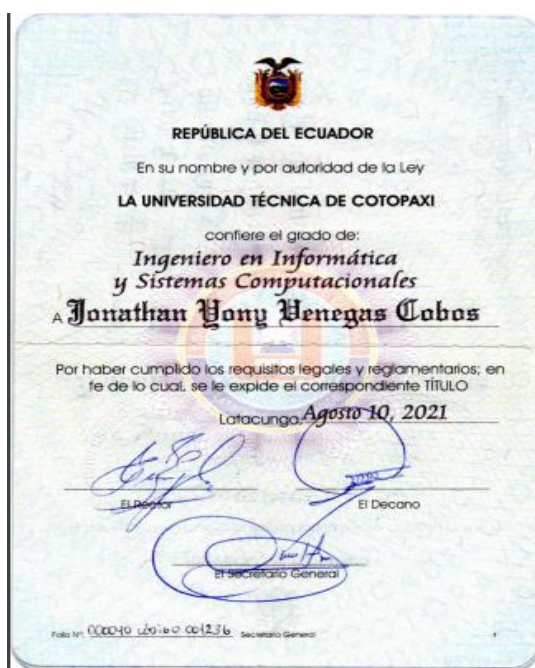 REPÚBLICA DEL ECUADOR
En su nombre y por autoridad de la Ley
LA UNIVERSIDAD TÉCNICA DE COTOPAXI
confiere el grado de:
Ingeniero en Informática
y Sistemas Computacionales
A Jonathan Yony Venegas Cobos
Por haber cumplido los requisitos legales y reglamentarios; en
fe de lo cual, se le expide el correspondiente TÍTULO
Latacunga, Agosto 10, 2021
El Rector El Decano
El Secretario General
Folio Nº. 000040 código 001236 Secretario General